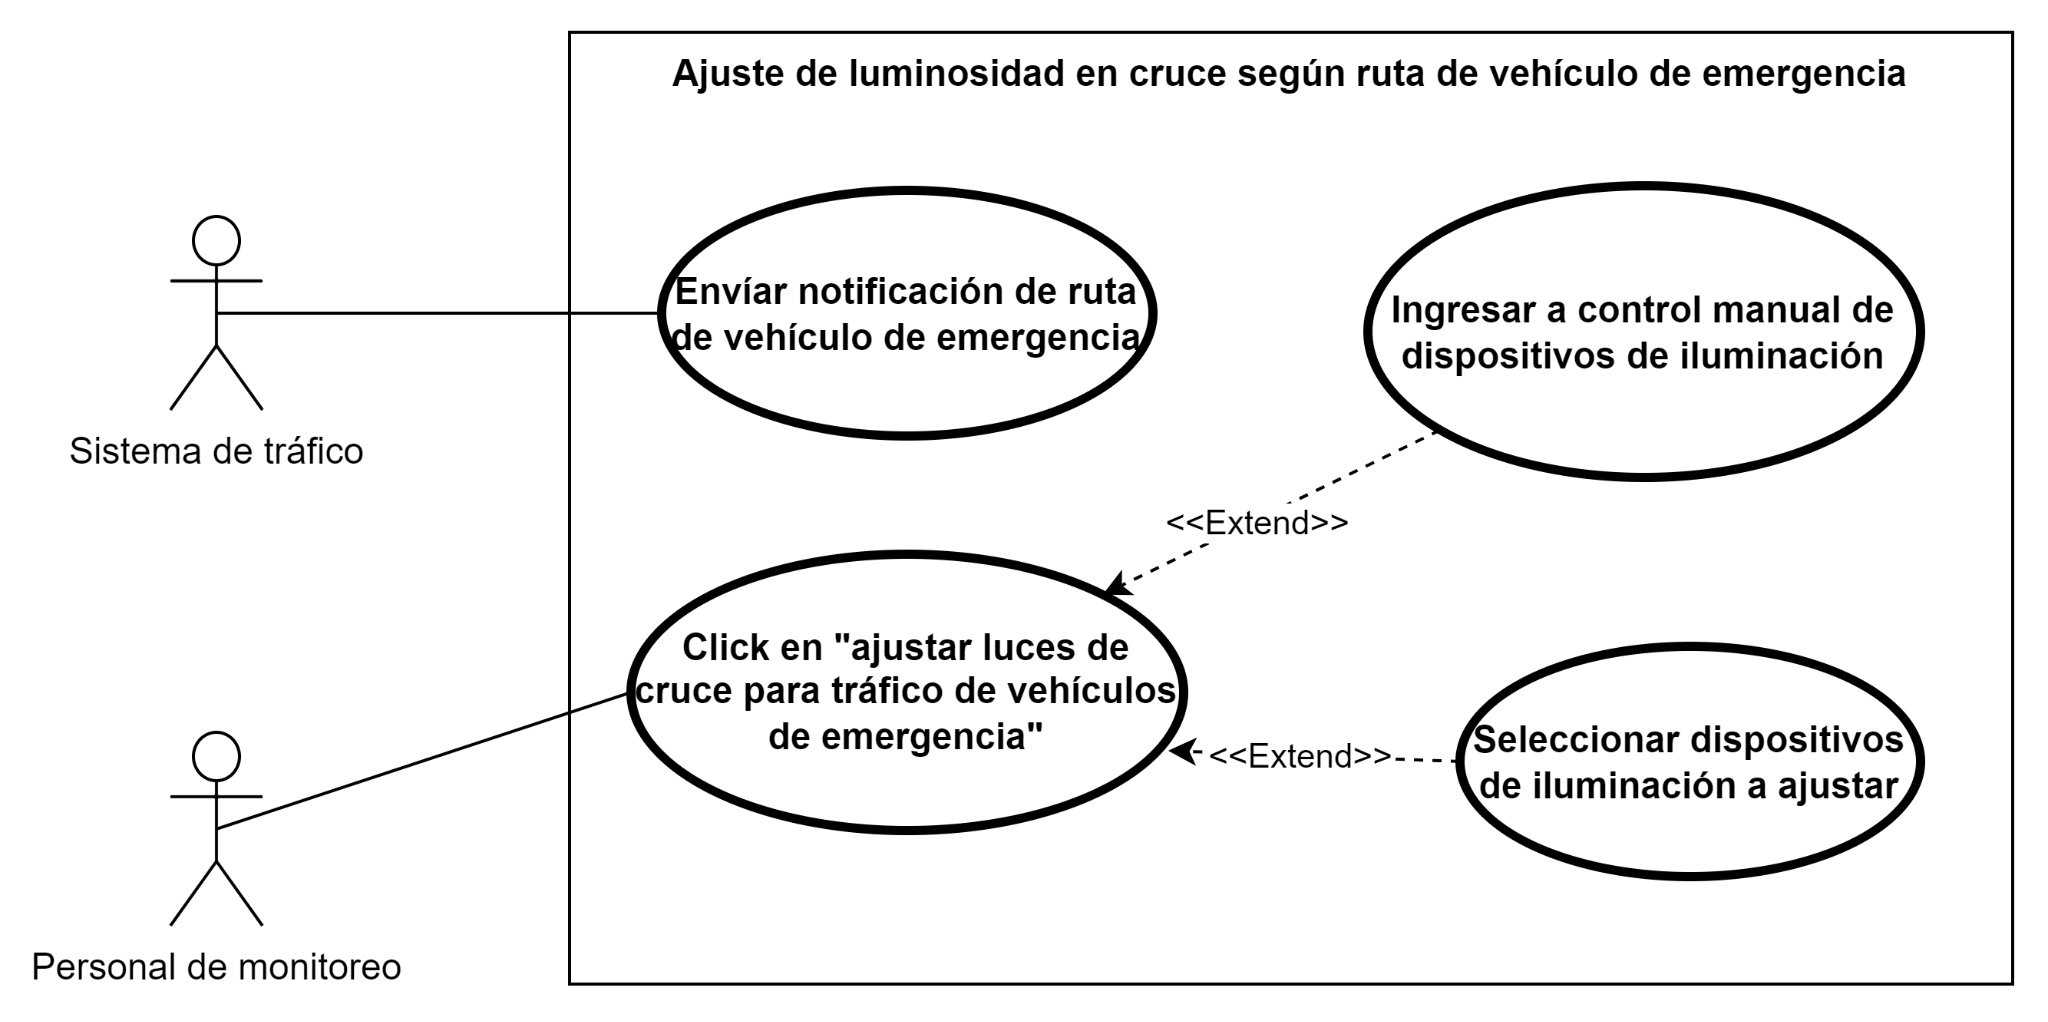 Ajuste de luminosidad en cruce según ruta de vehículo de emergencia
Envíar notificación de ruta
de vehículo de emergencia
Ingresar a control manual de
dispositivos de iluminación
Sistema de tráfico
<<Extend>>
Click en "ajustar luces de
cruce para tráfico de vehículos
de emergencia"
<<Extend>>
Seleccionar dispositivos
de iluminación a ajustar
Personal de monitoreo